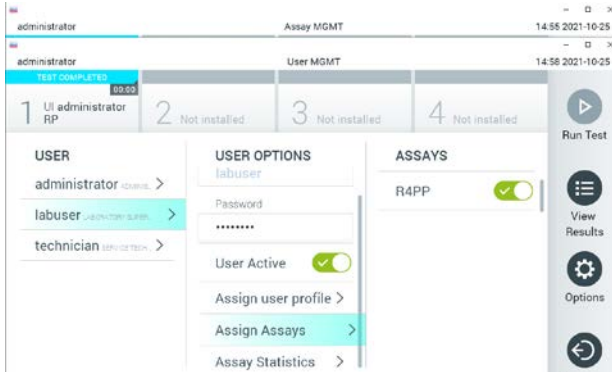 administrator Assay MGMT 14:55 2021-10-25
administrator User MGMT 14:58 2021-10-25
TEST COMPLETED
00:00
1 UI administrator RP
2 Not installed
3 Not installed
4 Not installed
Run Test
USER
administrator
labuser
technician
USER OPTIONS
labuser
Password
••••••••
User Active
Assign user profile >
Assign Assays >
Assay Statistics >
ASSAYS
R4PP
View
Results
Options